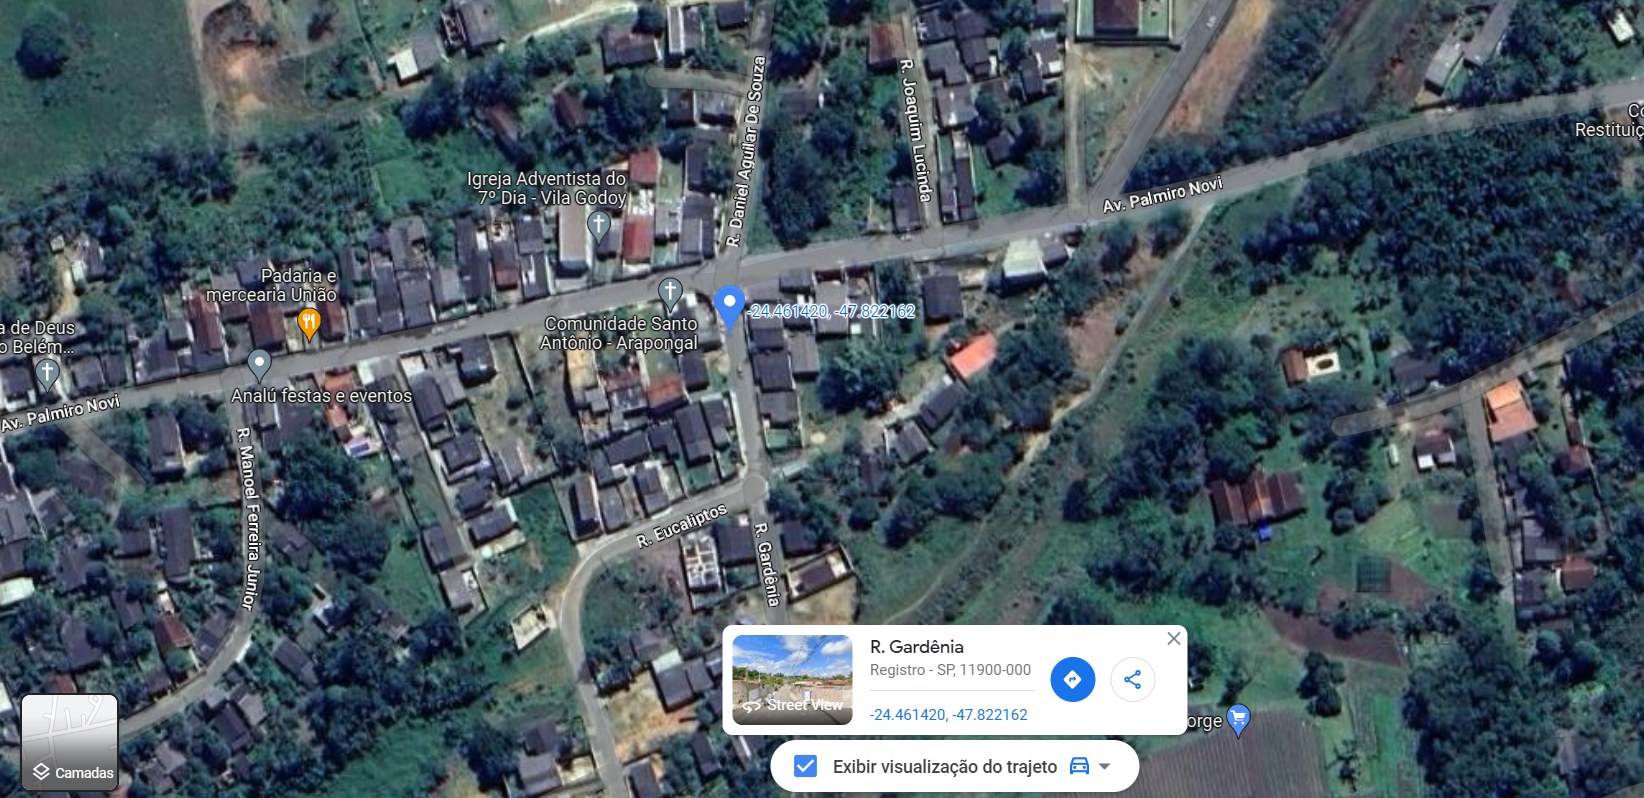 R. Daniel Aguilar De Souza
R. Joaquim Lucinda
Av. Palmiro Novi
Restituiç
Igreja Adventista do
7º Dia - Vila Godoy
Padaria e
mercearia União
a de Deus
o Belém...
Comunidade Santo
Antônio - Arapongal
-24.461420, -47.822162
Analú festas e eventos
Av. Palmiro Novi
R. Manoel Ferreira Junior
R. Eucaliptos
R. Gardênia
R. Gardênia
Registro - SP, 11900-000
-24.461420, -47.822162
Street View
orge
Camadas
Exibir visualização do trajeto